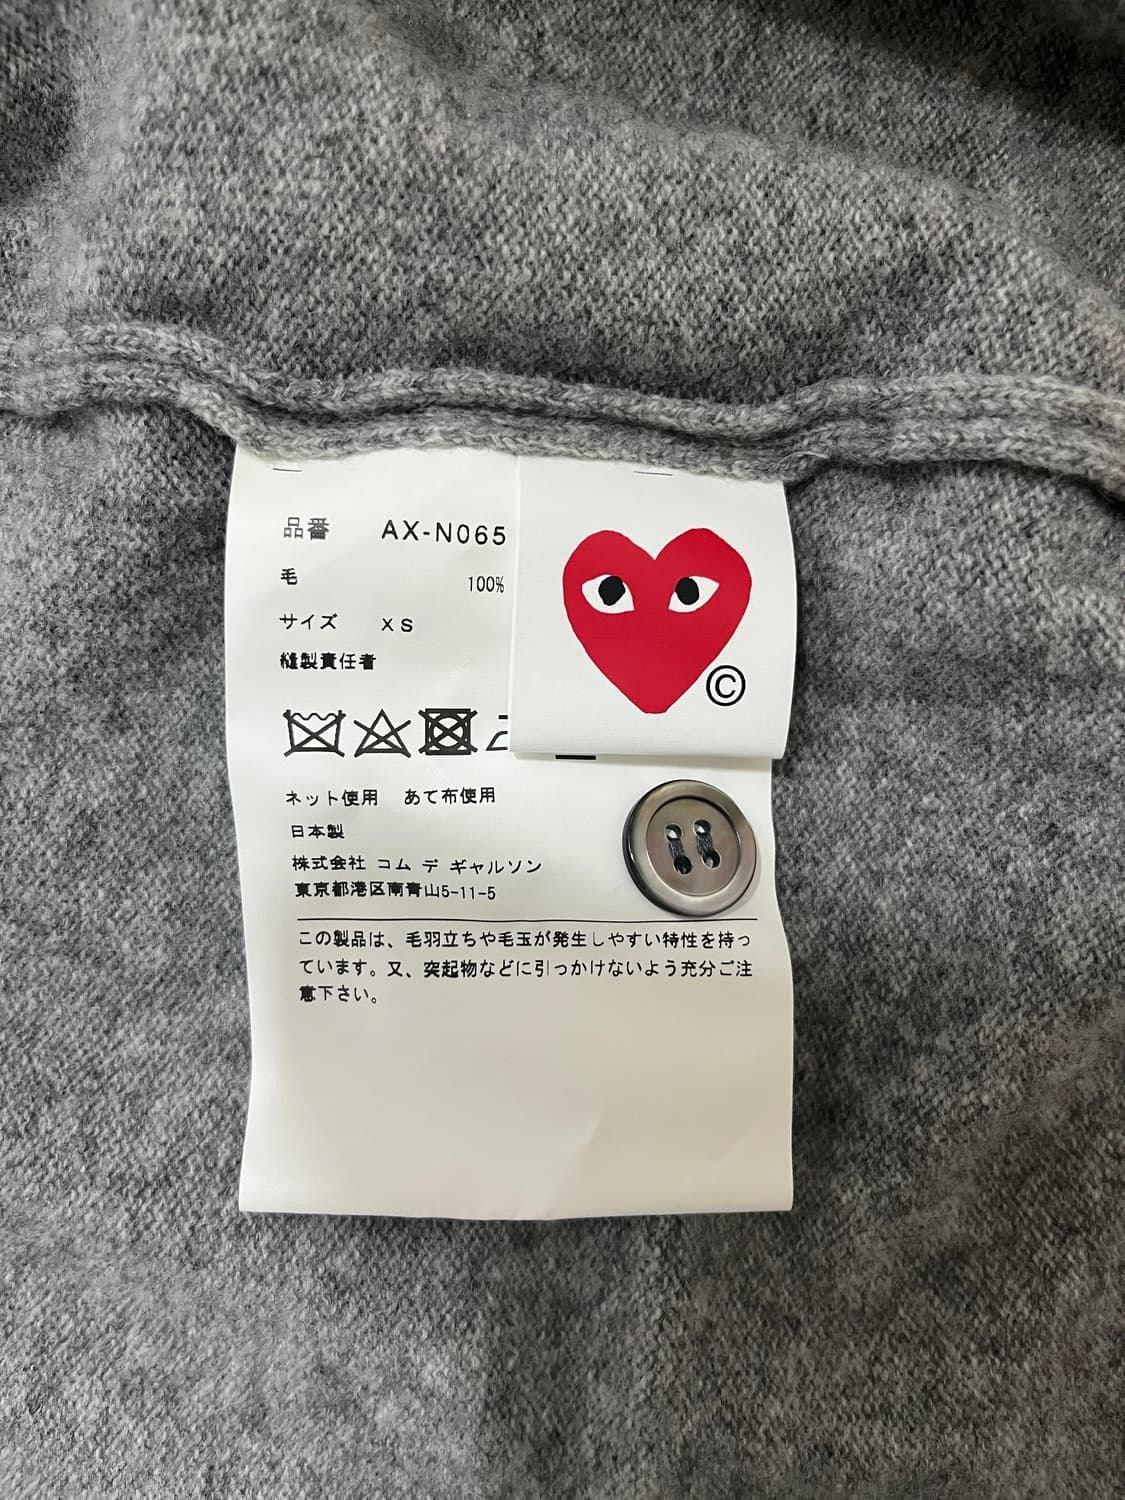 品番 AX-N065
毛 100%
サイズ XS
縫製責任者
©
ネット使用 あて布使用
日本製
株式会社 コム デ ギャルソン
東京都港区南青山5-11-5
この製品は、毛羽立ちや毛玉が発生しやすい特性を持っ
ています。又、突起物などに引っかけないよう充分ご注
意下さい。